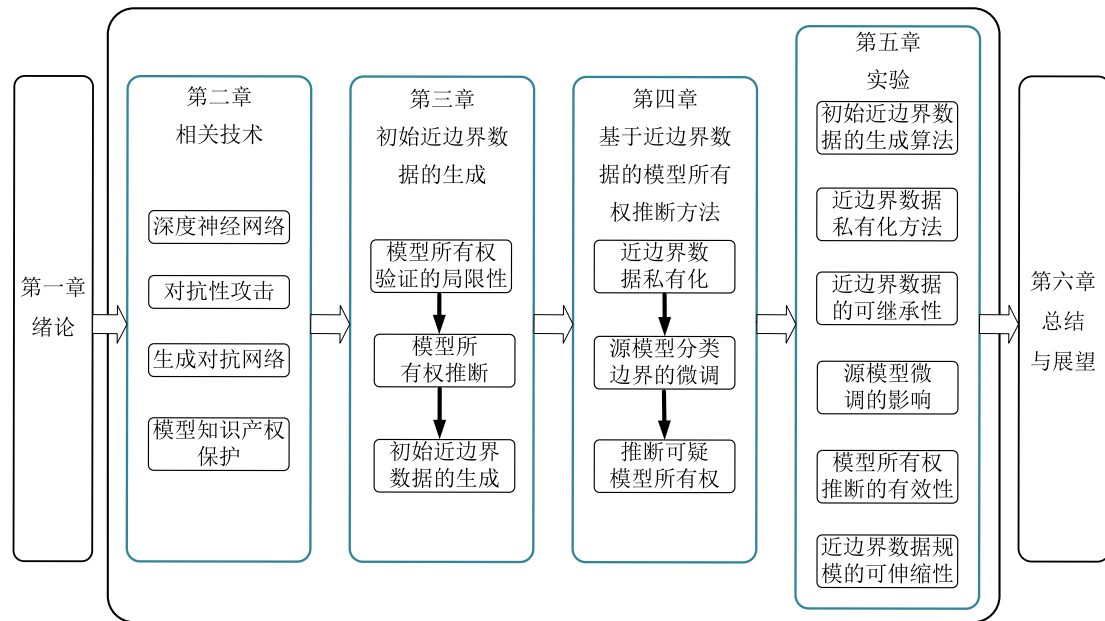 第一章
绪论
第二章
相关技术
深度神经网络
对抗性攻击
生成对抗网络
模型知识产权
保护
第三章
初始近边界数
据的生成
模型所有权
验证的局限性
模型所
有权推断
初始近边界
数据的生成
第四章
基于近边界数
据的模型所有
权推断方法
近边界数
据私有化
源模型分类
边界的微调
推断可疑
模型所有权
第五章
实验
初始近边界数
据的生成算法
近边界数据
私有化方法
近边界数据
的可继承性
源模型微
调的影响
模型所有权
推断的有效性
近边界数据规
模的可伸缩性
第六章
总结
与展望